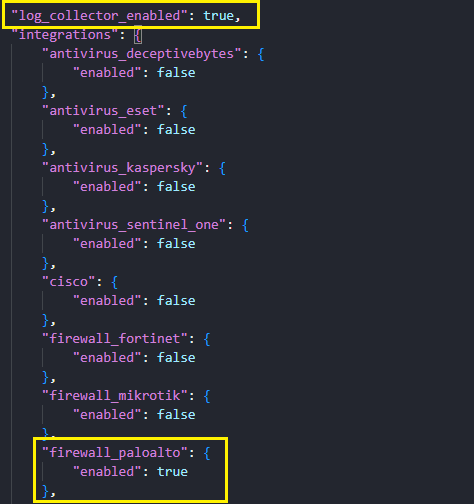 "log_collector_enabled": true,
"integrations": {
"antivirus_deceptivebytes": {
"enabled": false
},
"antivirus_eset": {
"enabled": false
},
"antivirus_kaspersky": {
"enabled": false
},
"antivirus_sentinel_one": {
"enabled": false
},
"cisco": {
"enabled": false
},
"firewall_fortinet": {
"enabled": false
},
"firewall_mikrotik": {
"enabled": false
},
"firewall_paloalto": {
"enabled": true
},